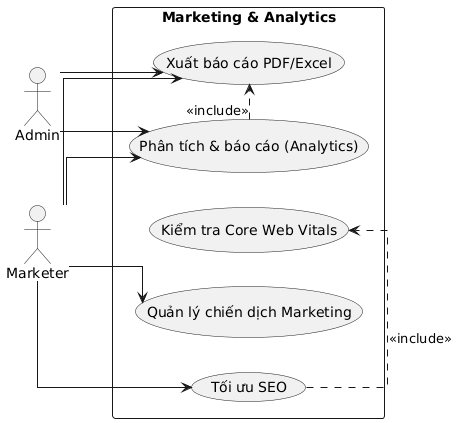 Marketing & Analytics
Xuất báo cáo PDF/Excel
«include»
Admin
Phân tích & báo cáo (Analytics)
Kiểm tra Core Web Vitals
Marketer
Quản lý chiến dịch Marketing
«include»
Tối ưu SEO